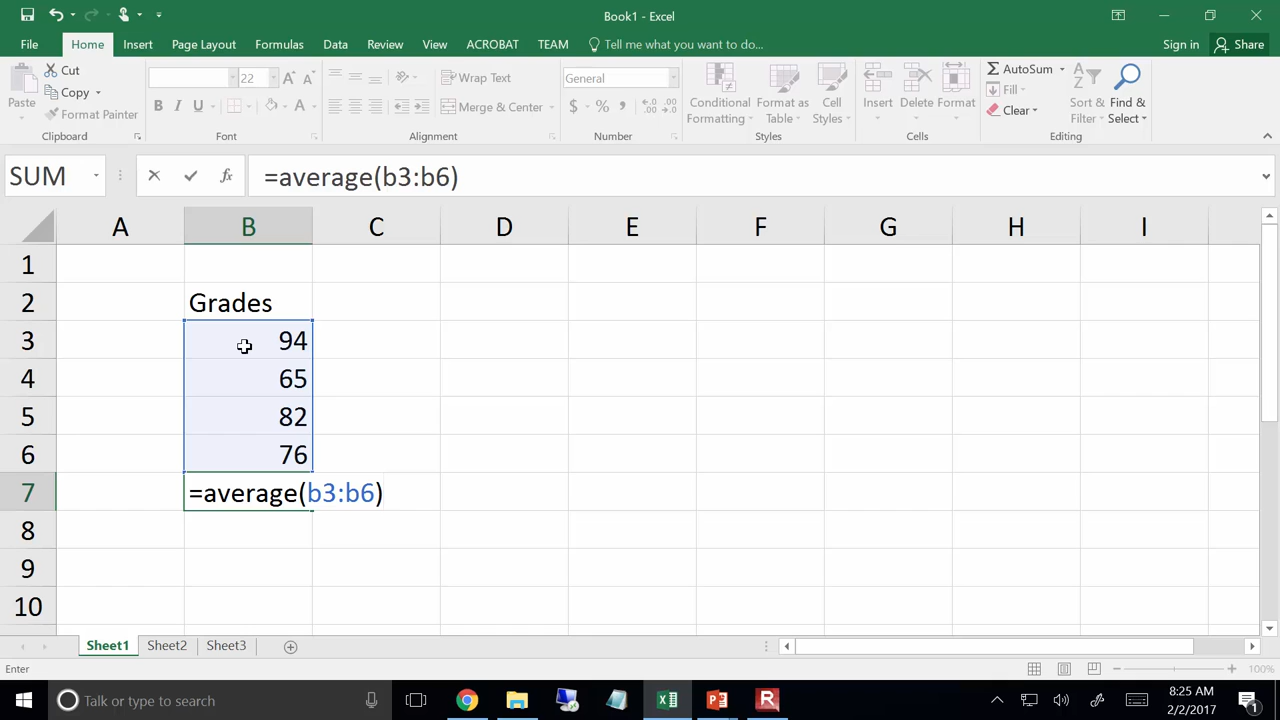 Book1 - Excel
File Home Insert Page Layout Formulas Data Review View ACROBAT TEAM Tell me what you want to do... Sign in Share
Paste
Cut
Copy
Format Painter
Clipboard
22 A A
B I U A
Font
Wrap Text
Merge & Center
Alignment
General
$ % ,
Number
Conditional Formatting
Format as Table
Cell Styles
Styles
Insert Delete Format
Cells
AutoSum
Fill
Clear
Sort & Filter
Find & Select
Editing
SUM fx =average(b3:b6)
A B C D E F G H I
1
2 Grades
3 94
4 65
5 82
6 76
7 =average(b3:b6)
8
9
10
Sheet1 Sheet2 Sheet3
Enter 100%
Talk or type to search
8:25 AM
2/2/2017
1